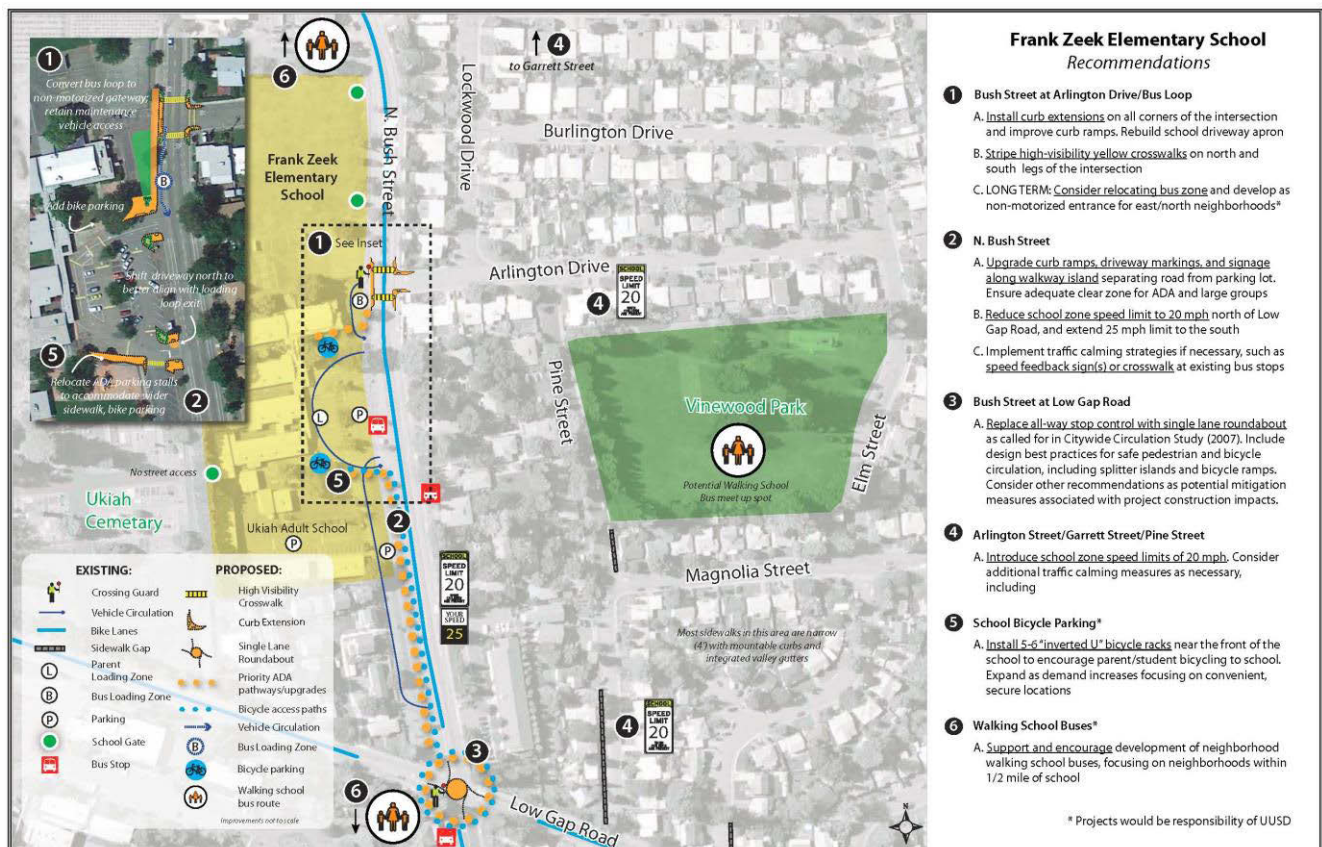 1
Convert bus loop to
non-motorized gateway;
retain maintenance
vehicle access
B
Add bike parking
Shift driveway north to
better align with loading
loop exit
5
Relocate ADA parking stalls
to accommodate wider
sidewalk, bike parking
2
6
N. Bush Street
Lockwood Drive
4
to Garrett Street
Burlington Drive
Frank Zeek
Elementary
School
1 See Inset
Arlington Drive
SCHOOL
SPEED
LIMIT
20
4
B
L
P
5
No street access
Ukiah
Cemetary
Ukiah Adult School
P
2
P
Pine Street
Vinewood Park
Potential Walking School
Bus meet up spot
Elm Street
Magnolia Street
SCHOOL
SPEED
LIMIT
20
YOUR
SPEED
25
Most sidewalks in this area are narrow
(4') with mountable curbs and
integrated valley gutters
4
SCHOOL
SPEED
LIMIT
20
3
6
Low Gap Road
N
EXISTING:
Crossing Guard
Vehicle Circulation
Bike Lanes
Sidewalk Gap
L Parent
Loading Zone
B Bus Loading Zone
P Parking
School Gate
Bus Stop
PROPOSED:
High Visibility
Crosswalk
Curb Extension
Single Lane
Roundabout
Priority ADA
pathways/upgrades
Bicycle access paths
Vehicle Circulation
B Bus Loading Zone
Bicycle parking
Walking school
bus route
Improvements not to scale
Frank Zeek Elementary School
Recommendations
1 Bush Street at Arlington Drive/Bus Loop
A. Install curb extensions on all corners of the intersection
and improve curb ramps. Rebuild school driveway apron
B. Stripe high-visibility yellow crosswalks on north and
south legs of the intersection
C. LONG TERM: Consider relocating bus zone and develop as
non-motorized entrance for east/north neighborhoods*
2 N. Bush Street
A. Upgrade curb ramps, driveway markings, and signage
along walkway island separating road from parking lot.
Ensure adequate clear zone for ADA and large groups
B. Reduce school zone speed limit to 20 mph north of Low
Gap Road, and extend 25 mph limit to the south
C. Implement traffic calming strategies if necessary, such as
speed feedback sign(s) or crosswalk at existing bus stops
3 Bush Street at Low Gap Road
A. Replace all-way stop control with single lane roundabout
as called for in Citywide Circulation Study (2007). Include
design best practices for safe pedestrian and bicycle
circulation, including splitter islands and bicycle ramps.
Consider other recommendations as potential mitigation
measures associated with project construction impacts.
4 Arlington Street/Garrett Street/Pine Street
A. Introduce school zone speed limits of 20 mph. Consider
additional traffic calming measures as necessary,
including
5 School Bicycle Parking*
A. Install 5-6 "inverted U" bicycle racks near the front of the
school to encourage parent/student bicycling to school.
Expand as demand increases focusing on convenient,
secure locations
6 Walking School Buses*
A. Support and encourage development of neighborhood
walking school buses, focusing on neighborhoods within
1/2 mile of school
* Projects would be responsibility of UUSD